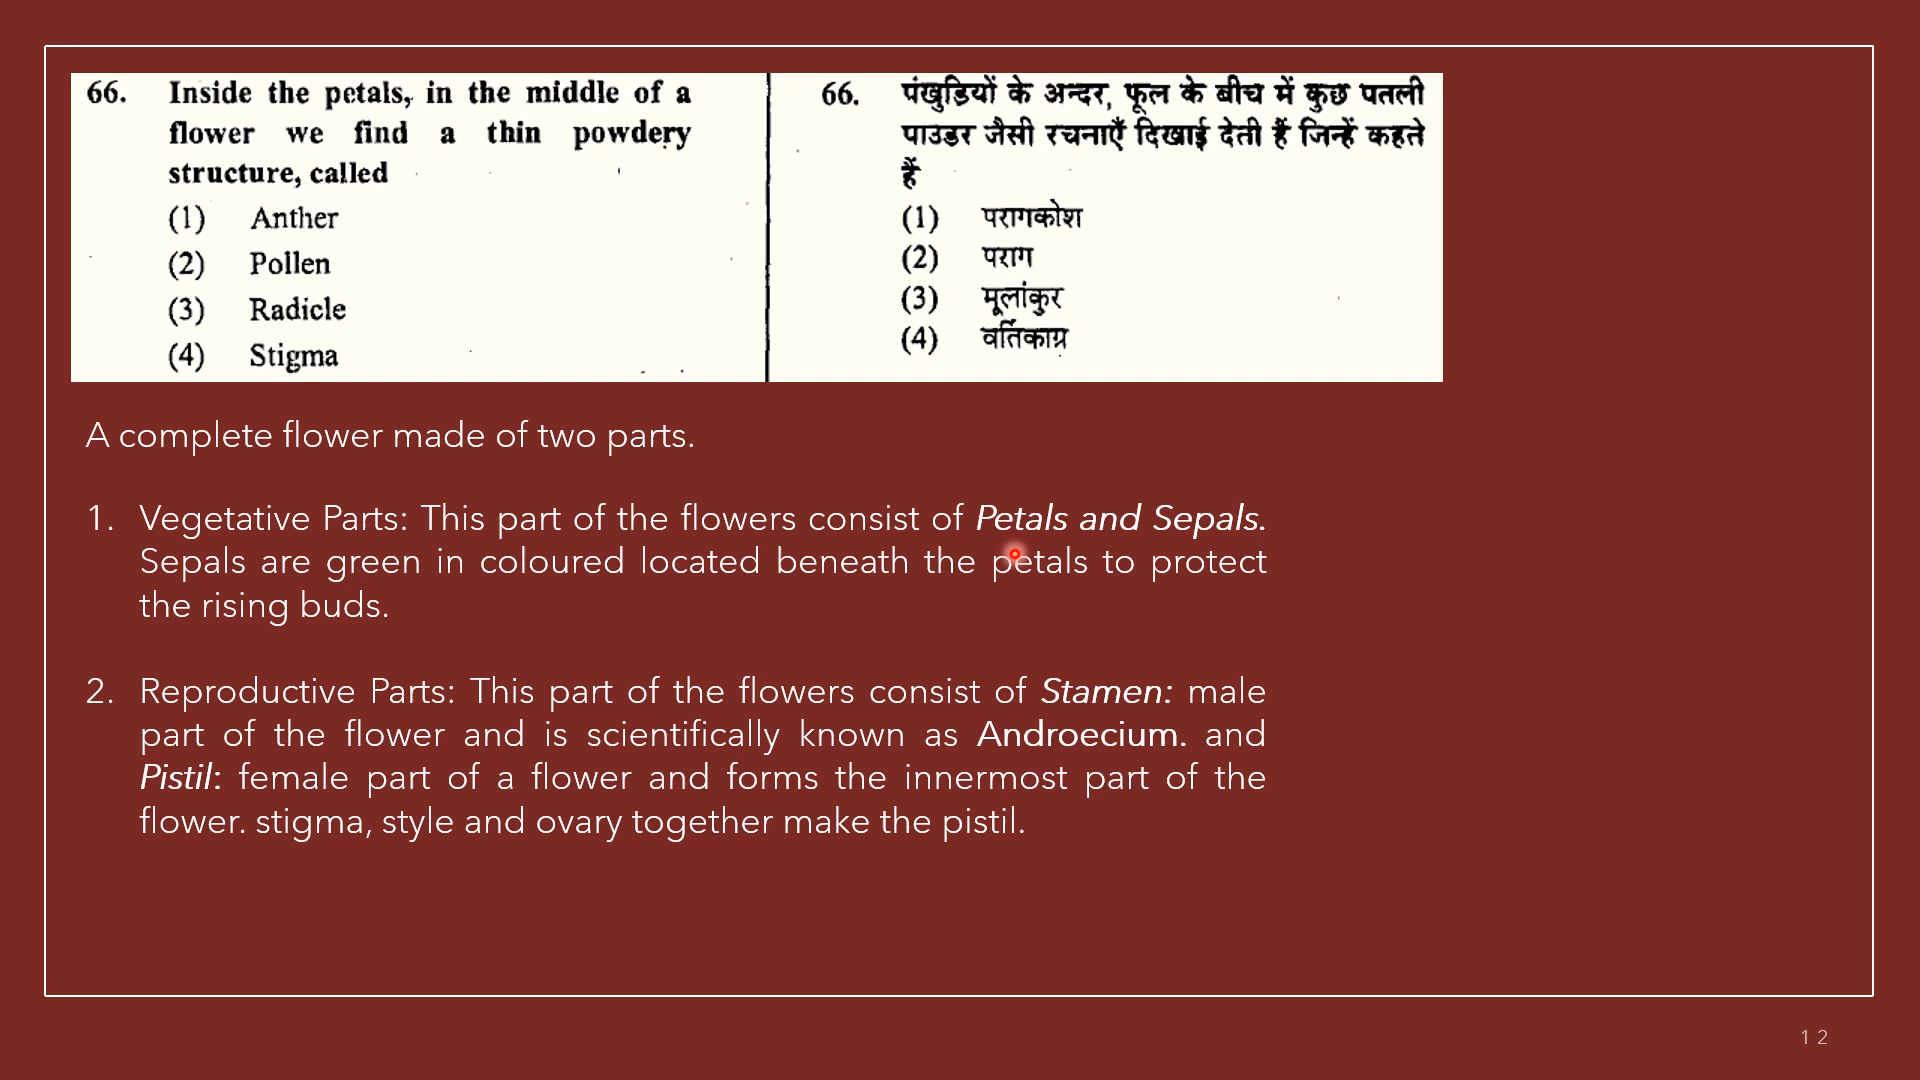 66. Inside the petals, in the middle of a
flower we find a thin powdery
structure, called
(1) Anther
(2) Pollen
(3) Radicle
(4) Stigma
66. पंखुडियों के अन्दर, फूल के बीच में कुछ पतली
पाउडर जैसी रचनाएँ दिखाई देती हैं जिन्हें कहते
हैं
(1) परागकोश
(2) पराग
(3) मूलांकुर
(4) वर्तिकाग्र
A complete flower made of two parts.
1. Vegetative Parts: This part of the flowers consist of Petals and Sepals.
Sepals are green in coloured located beneath the petals to protect
the rising buds.
2. Reproductive Parts: This part of the flowers consist of Stamen: male
part of the flower and is scientifically known as Androecium. and
Pistil: female part of a flower and forms the innermost part of the
flower. stigma, style and ovary together make the pistil.
12